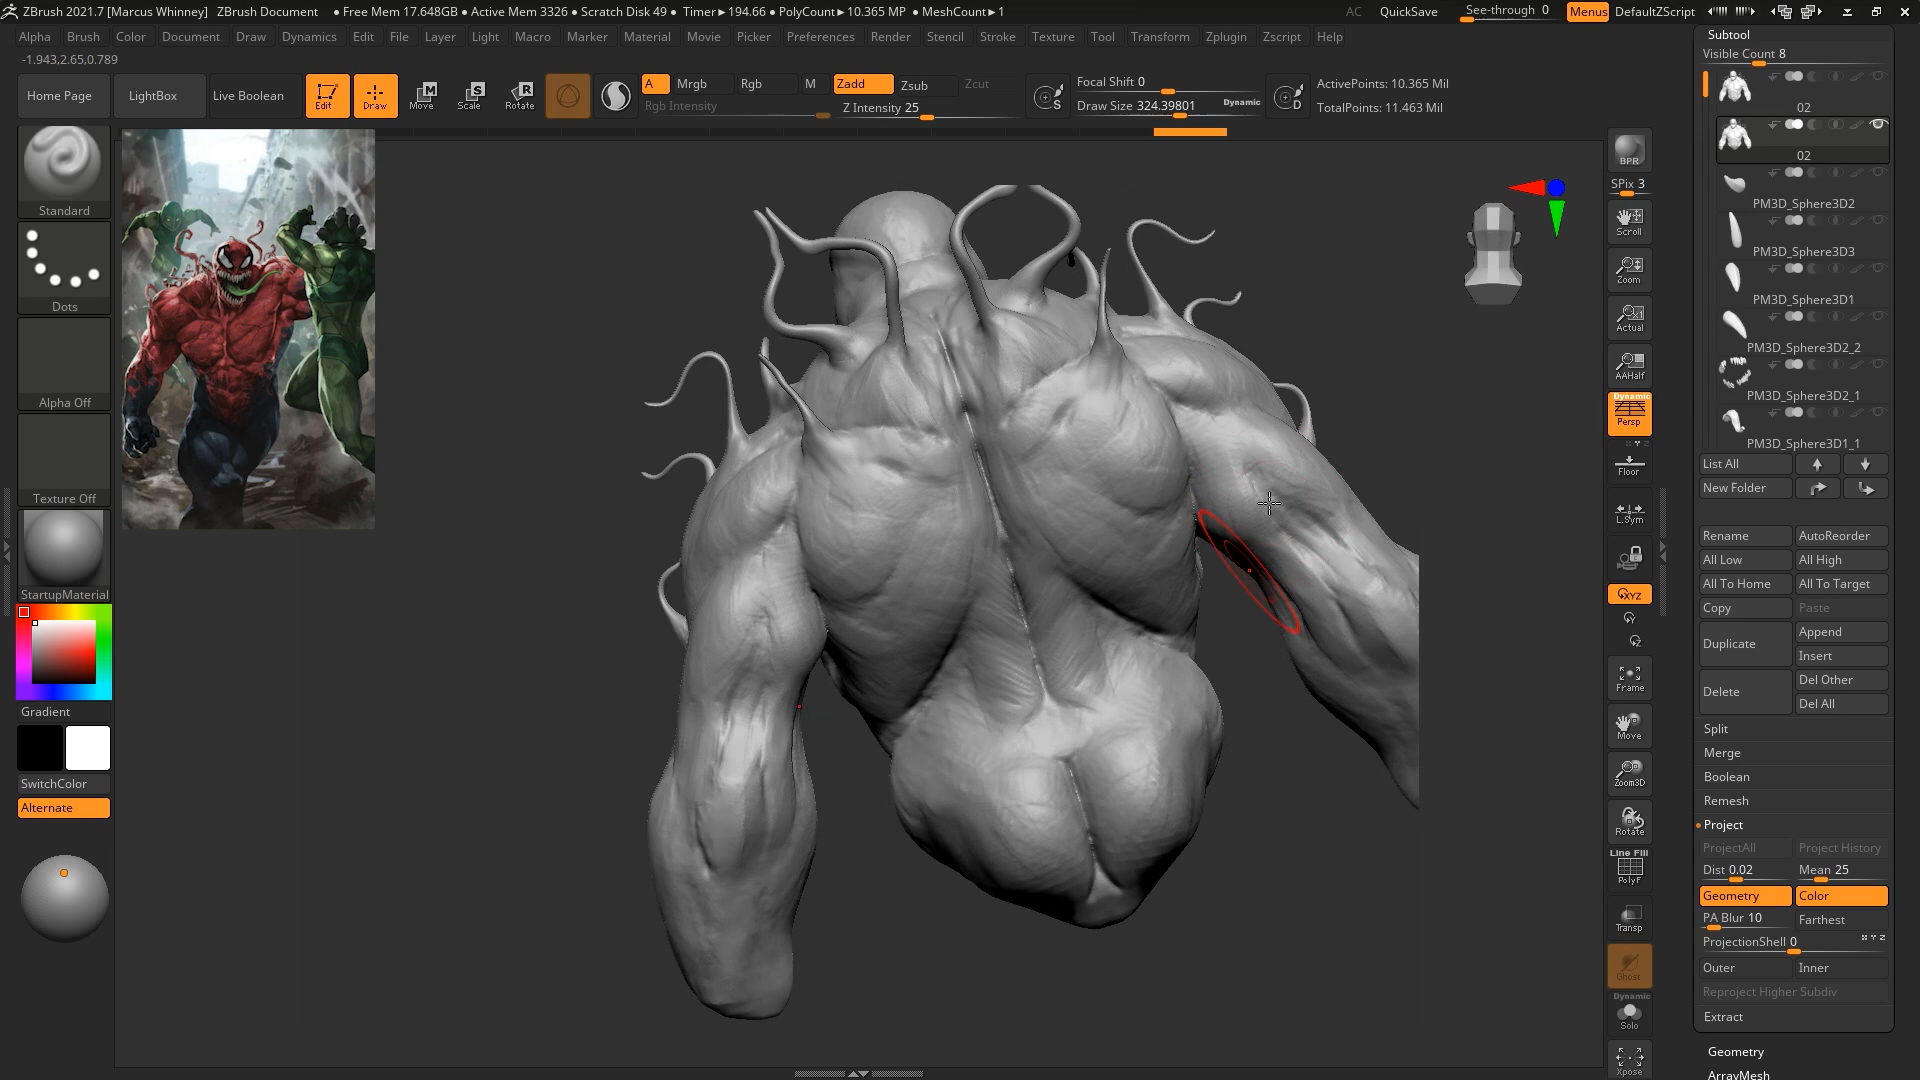 ZBrush 2021.7 [Marcus Whinney] ZBrush Document ● Free Mem 17.648GB ● Active Mem 3326 ● Scratch Disk 49 ● Timer►194.66 ● PolyCount►10.365 MP ● MeshCount►1 AC QuickSave See-through 0 Menus DefaultZScript
Alpha Brush Color Document Draw Dynamics Edit File Layer Light Macro Marker Material Movie Picker Preferences Render Stencil Stroke Texture Tool Transform Zplugin Zscript Help
-1.943,2.65,0.789
Home Page LightBox Live Boolean Edit Draw Move Scale Rotate
A Mrgb Rgb M Zadd Zsub Zcut
Rgb Intensity Z Intensity 25
S Focal Shift 0
Draw Size 324.39801 Dynamic
D ActivePoints: 10.365 Mil
TotalPoints: 11.463 Mil
Standard
Dots
Alpha Off
Texture Off
StartupMaterial
Gradient
SwitchColor
Alternate
BPR
SPix 3
Scroll
Zoom
Actual
AAHalf
Dynamic
Persp
Floor
L.Sym
XYZ
Y
Z
Frame
Move
Zoom3D
Rotate
Line Fill
PolyF
Transp
Ghost
Dynamic
Solo
Xpose
Subtool
Visible Count 8
02
02
PM3D_Sphere3D2
PM3D_Sphere3D3
PM3D_Sphere3D1
PM3D_Sphere3D2_2
PM3D_Sphere3D2_1
PM3D_Sphere3D1_1
List All
New Folder
Rename AutoReorder
All Low All High
All To Home All To Target
Copy Paste
Duplicate Append
Insert
Delete Del Other
Del All
Split
Merge
Boolean
Remesh
Project
ProjectAll Project History
Dist 0.02 Mean 25
Geometry Color
PA Blur 10 Farthest
ProjectionShell 0 X Y Z
Outer Inner
Reproject Higher Subdiv
Extract
Geometry
ArrayMesh